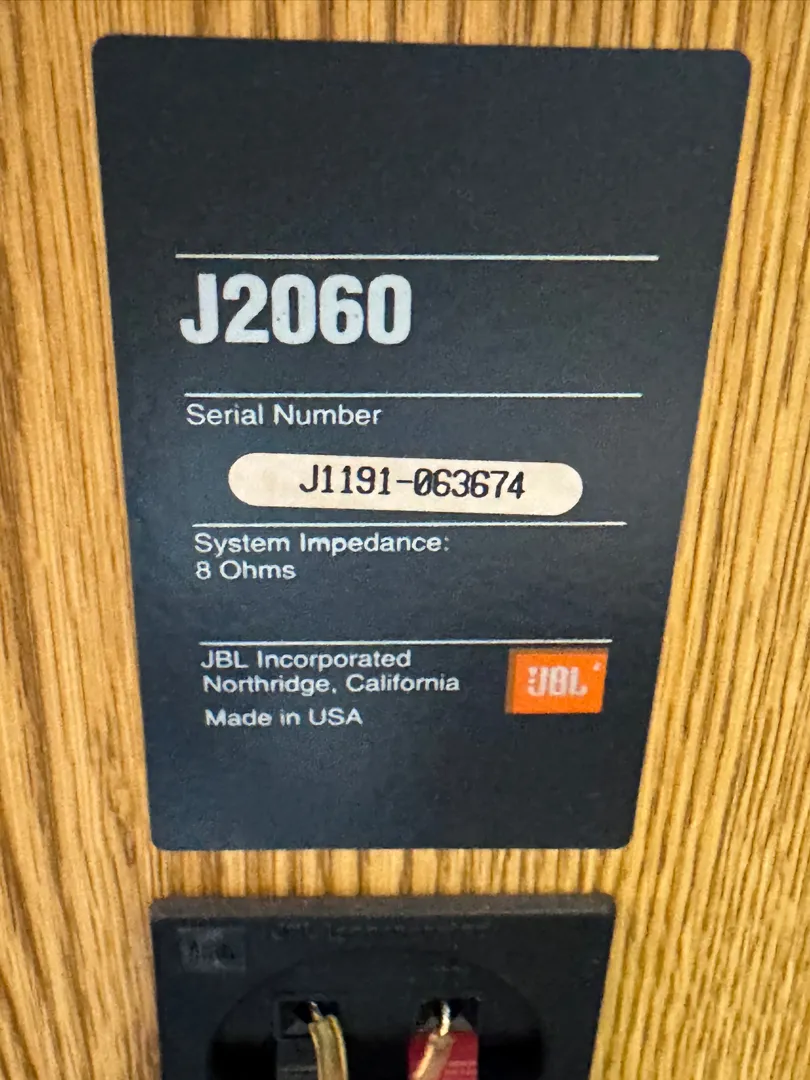 J2060
Serial Number
J1191-063674
System Impedance:
8 Ohms
JBL Incorporated
Northridge, California
Made in USA
JBL